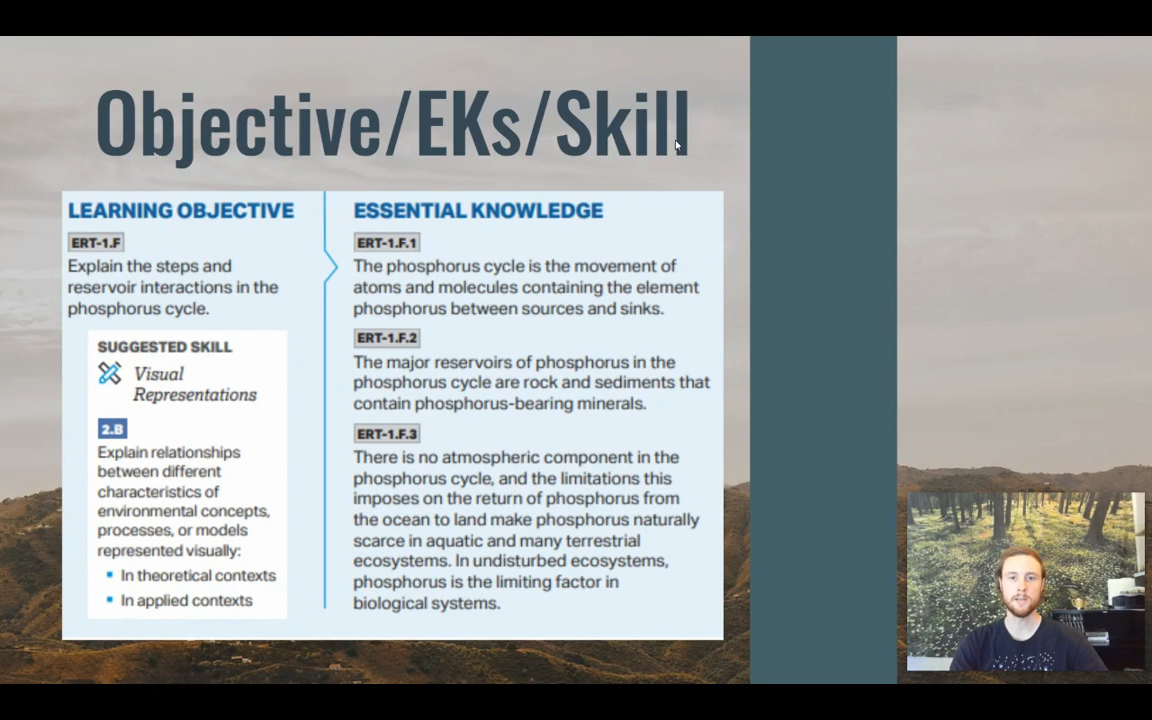 Objective/EKs/Skill
LEARNING OBJECTIVE
ERT-1.F
Explain the steps and
reservoir interactions in the
phosphorus cycle.
SUGGESTED SKILL
Visual
Representations
2.B
Explain relationships
between different
characteristics of
environmental concepts,
processes, or models
represented visually:
▪ In theoretical contexts
▪ In applied contexts
ESSENTIAL KNOWLEDGE
ERT-1.F.1
The phosphorus cycle is the movement of
atoms and molecules containing the element
phosphorus between sources and sinks.
ERT-1.F.2
The major reservoirs of phosphorus in the
phosphorus cycle are rock and sediments that
contain phosphorus-bearing minerals.
ERT-1.F.3
There is no atmospheric component in the
phosphorus cycle, and the limitations this
imposes on the return of phosphorus from
the ocean to land make phosphorus naturally
scarce in aquatic and many terrestrial
ecosystems. In undisturbed ecosystems,
phosphorus is the limiting factor in
biological systems.